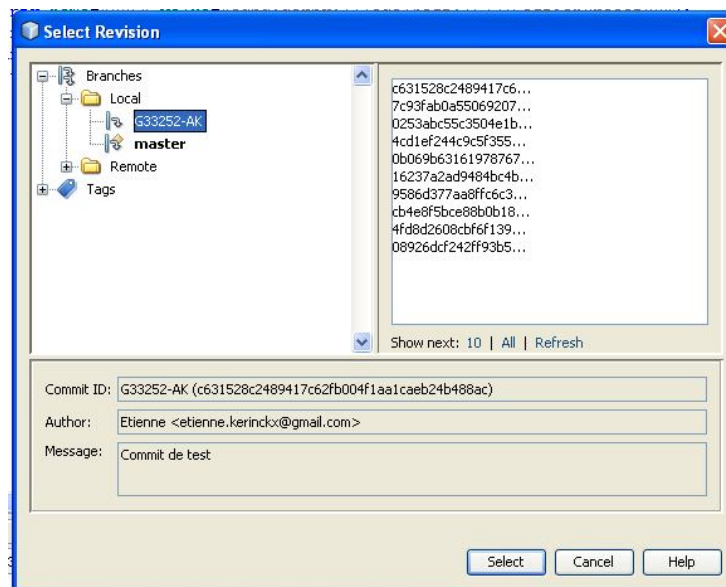 Select Revision
Branches
Local
G33252-AK
master
Remote
Tags
c631528c2489417c6...
7c93fab0a55069207...
0253abc55c3504e1b...
4cd1ef244c9c5f355...
0b069b63161978767...
16237a2ad9484bc4b...
9586d377aa8ffc6c3...
cb4e8f5bce88b0b18...
4fd8d2608cbf6f139...
08926dcf242ff93b5...
Show next: 10 | All | Refresh
Commit ID: G33252-AK (c631528c2489417c62fb004f1aa1caeb24b488ac)
Author: Etienne <etienne.kerinckx@gmail.com>
Message: Commit de test
Select Cancel Help